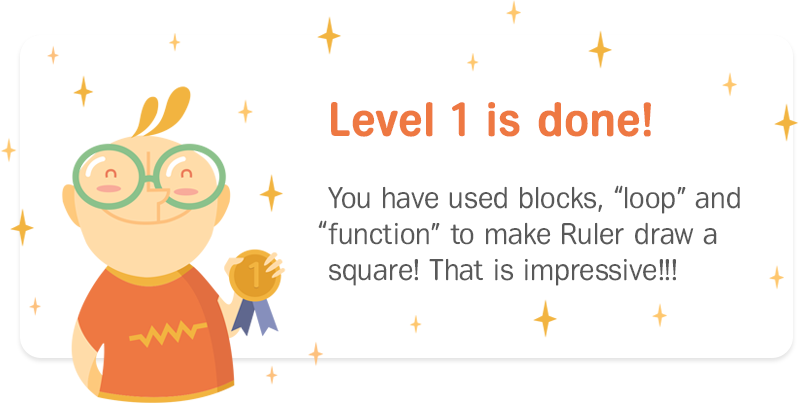 Level 1 is done!
You have used blocks, “loop” and
“function” to make Ruler draw a
square! That is impressive!!!
1